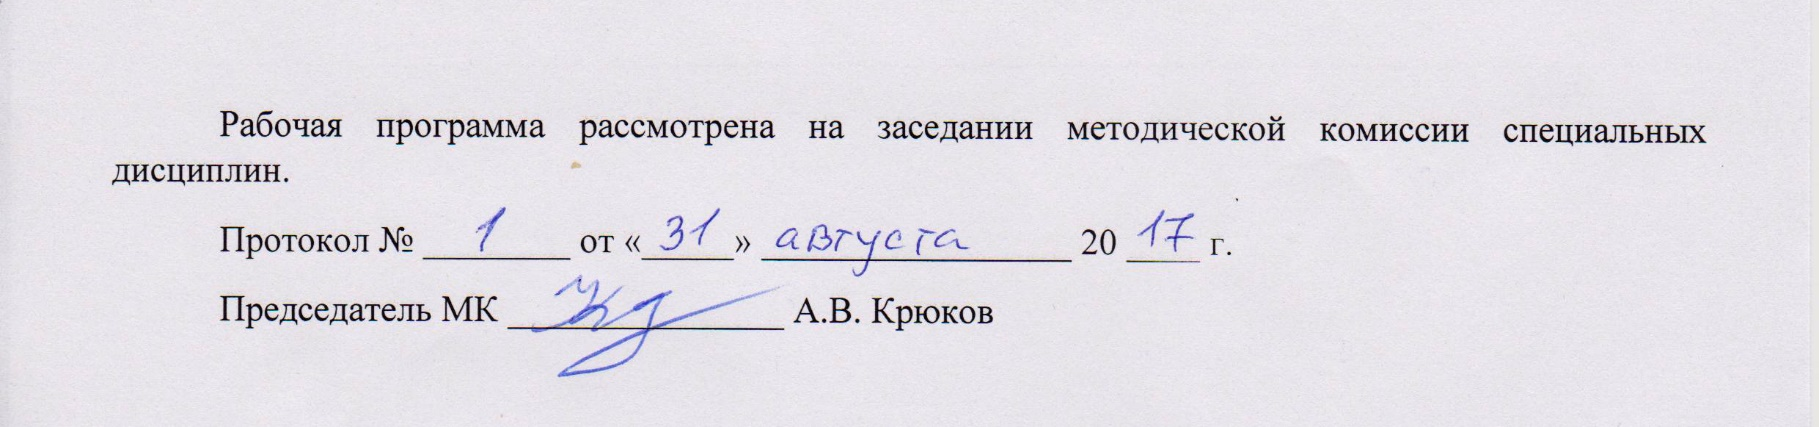 Рабочая программа рассмотрена на заседании методической комиссии специальных
дисциплин.
Протокол № 1 от «31» августа 20 17 г.
Председатель МК А.В. Крюков